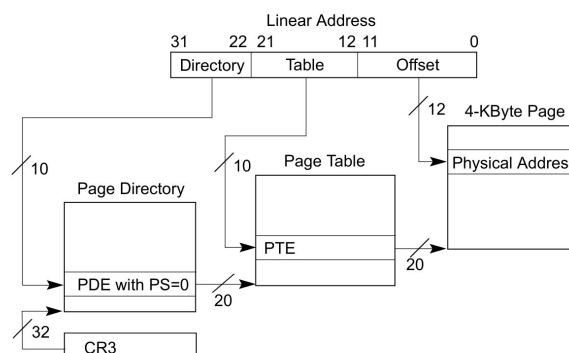 Linear Address
31 22 21 12 11 0
Directory Table Offset
12
4-KByte Page
10
10
Page Table
Physical Addres
Page Directory
PTE
20
PDE with PS=0
20
32
CR3